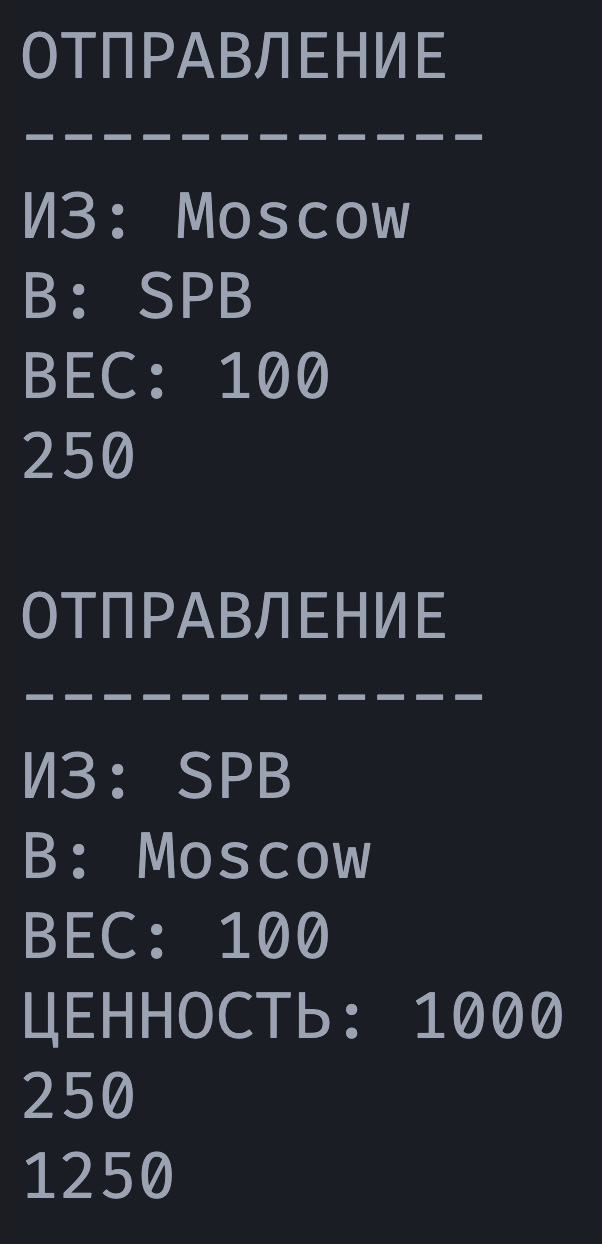 ОТПРАВЛЕНИЕ
------------
ИЗ: Moscow
В: SPB
ВЕС: 100
250

ОТПРАВЛЕНИЕ
------------
ИЗ: SPB
В: Moscow
ВЕС: 100
ЦЕННОСТЬ: 1000
250
1250